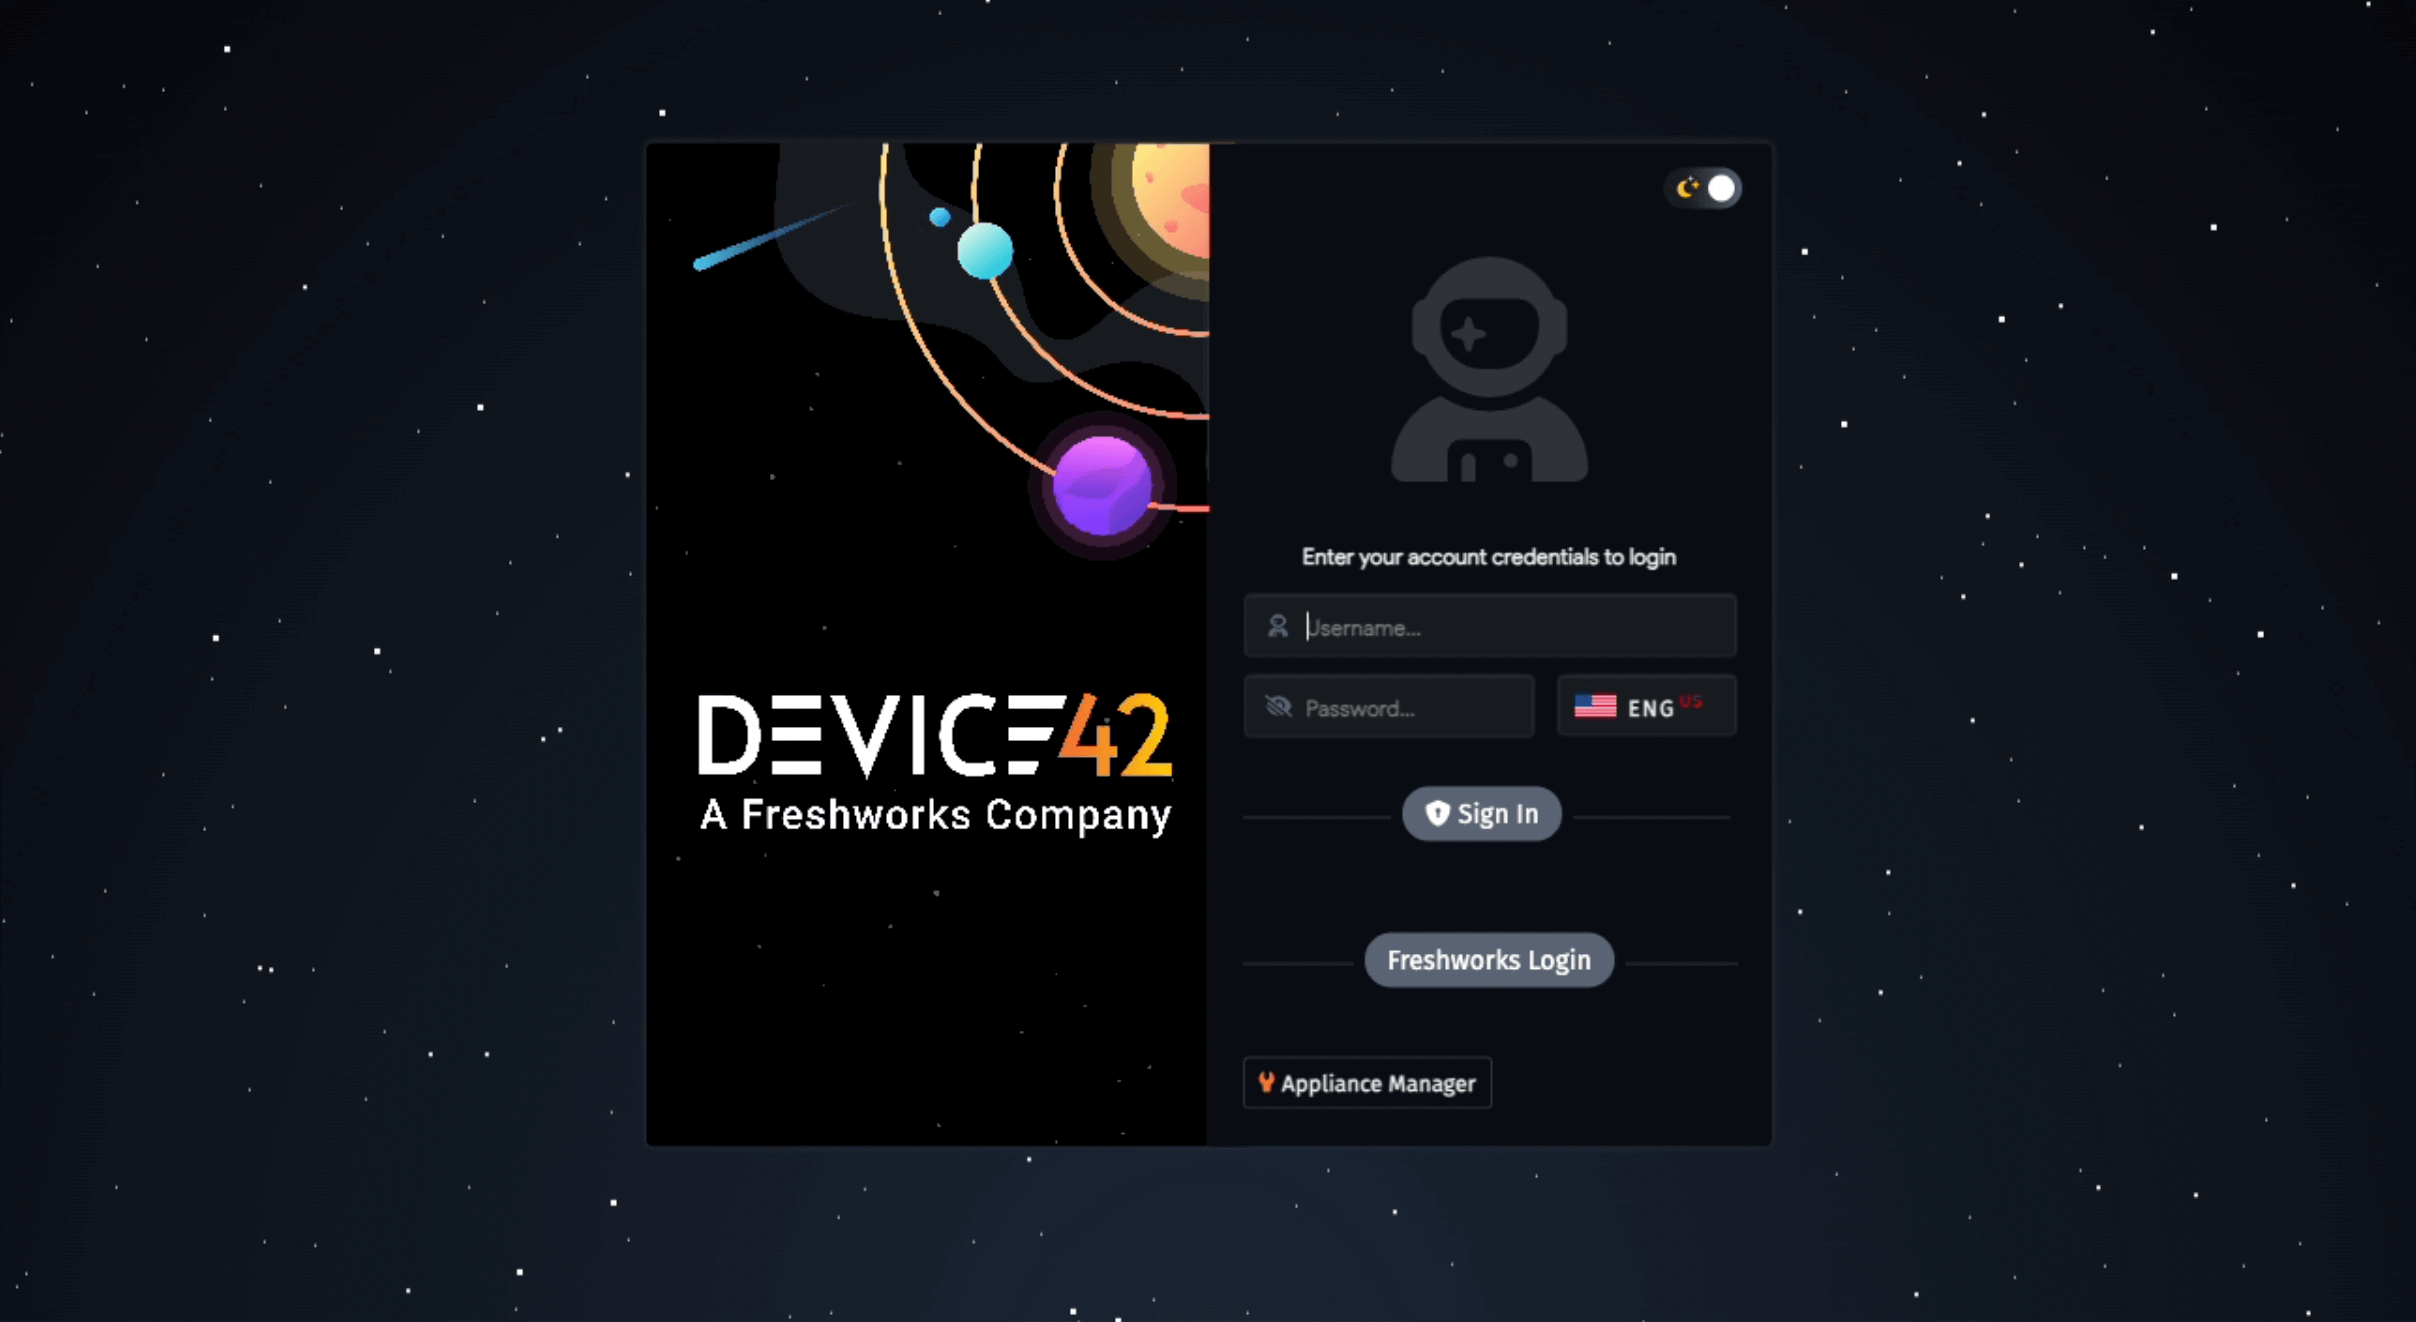 DEVICE42
A Freshworks Company
Enter your account credentials to login
Username...
Password...
ENG US
Sign In
Freshworks Login
Appliance Manager